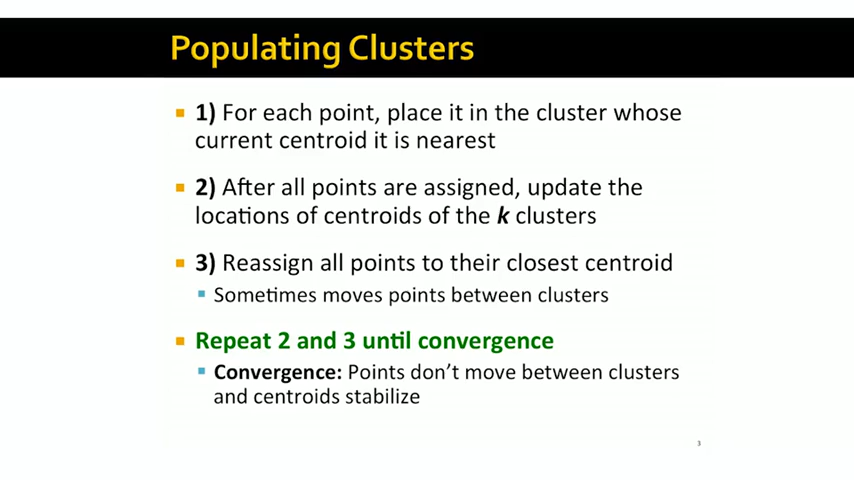 Populating Clusters
1) For each point, place it in the cluster whose
current centroid it is nearest
2) After all points are assigned, update the
locations of centroids of the k clusters
3) Reassign all points to their closest centroid
Sometimes moves points between clusters
Repeat 2 and 3 until convergence
Convergence: Points don't move between clusters
and centroids stabilize
3